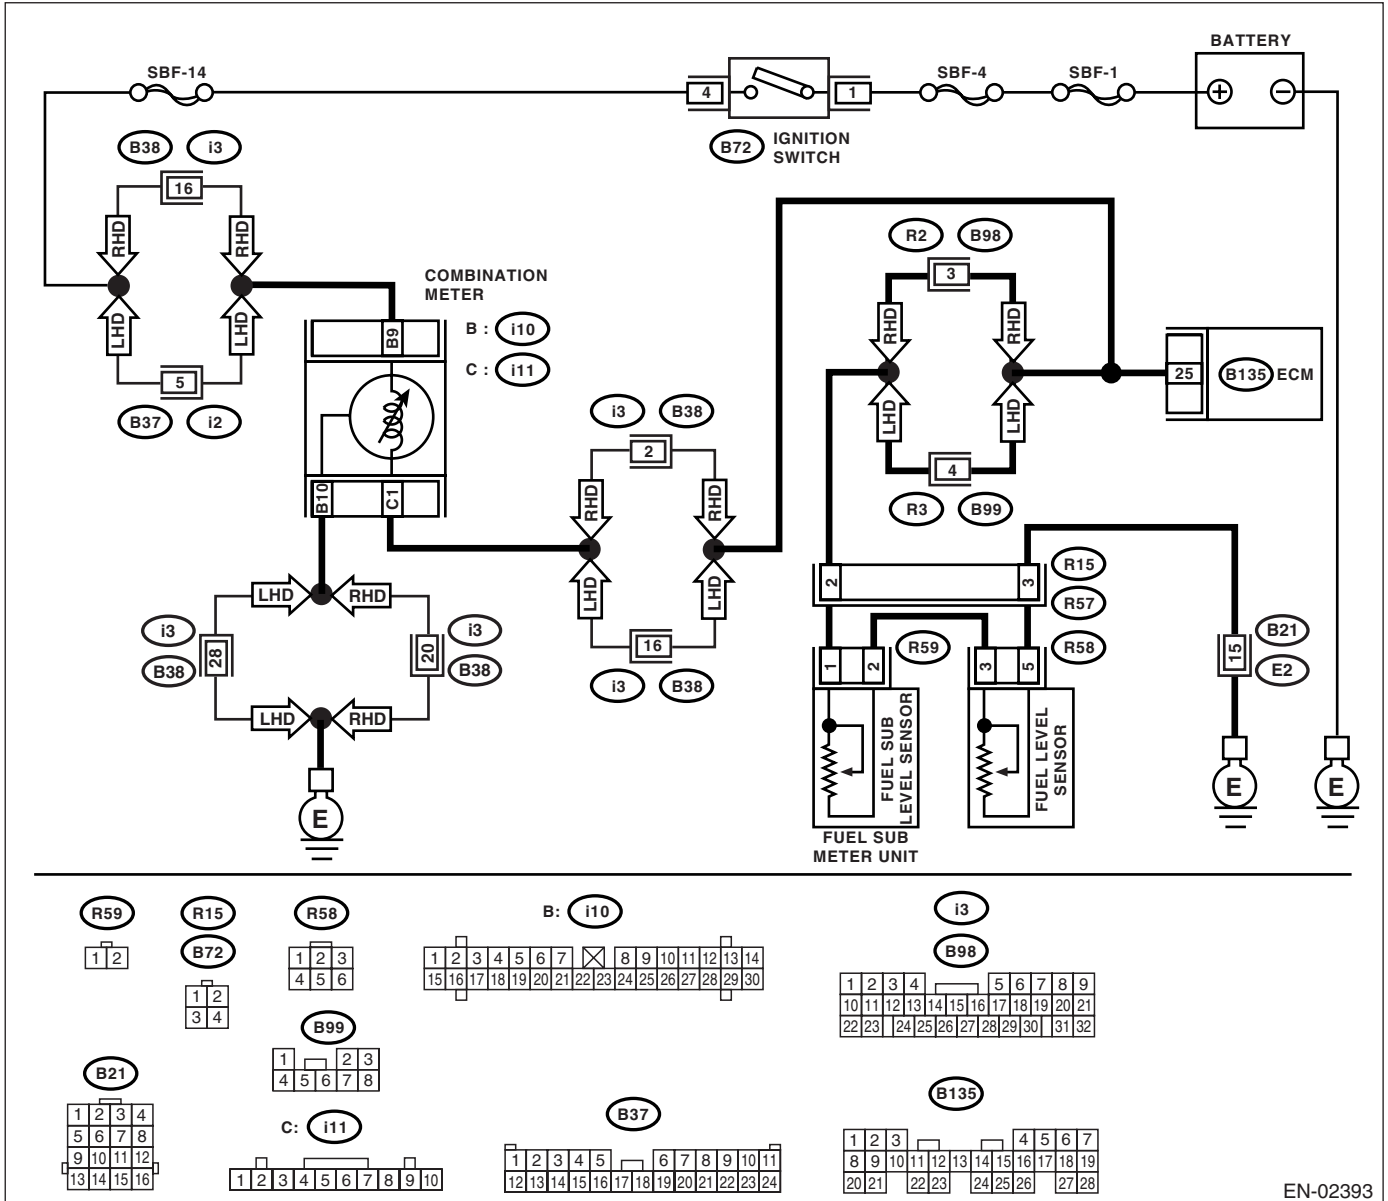 BATTERY
SBF-14
SBF-4
SBF-1
4
1
+
−
B72
IGNITION
SWITCH
B38
i3
16
RHD
RHD
LHD
LHD
5
B37
i2
COMBINATION
METER
B :
i10
C :
i11
B9
B10
C1
R2
B98
3
RHD
RHD
LHD
LHD
4
R3
B99
25
B135
ECM
i3
B38
2
RHD
RHD
LHD
LHD
16
i3
B38
LHD
RHD
i3
B38
28
20
i3
B38
LHD
RHD
E
2
3
R15
R57
1
2
R59
3
5
R58
FUEL SUB
LEVEL SENSOR
FUEL LEVEL
SENSOR
FUEL SUB
METER UNIT
15
B21
E2
E
E
R59
1 2
R15
B72
1 2
3 4
R58
1 2 3
4 5 6
B99
1 2 3
4 5 6 7 8
B:
i10
1 2 3 4 5 6 7 8 9 10 11 12 13 14
15 16 17 18 19 20 21 22 23 24 25 26 27 28 29 30
i3
B98
1 2 3 4 5 6 7 8 9
10 11 12 13 14 15 16 17 18 19 20 21
22 23 24 25 26 27 28 29 30 31 32
B21
1 2 3 4
5 6 7 8
9 10 11 12
13 14 15 16
C:
i11
1 2 3 4 5 6 7 8 9 10
B37
1 2 3 4 5 6 7 8 9 10 11
12 13 14 15 16 17 18 19 20 21 22 23 24
B135
1 2 3 4 5 6 7
8 9 10 11 12 13 14 15 16 17 18 19
20 21 22 23 24 25 26 27 28
EN-02393